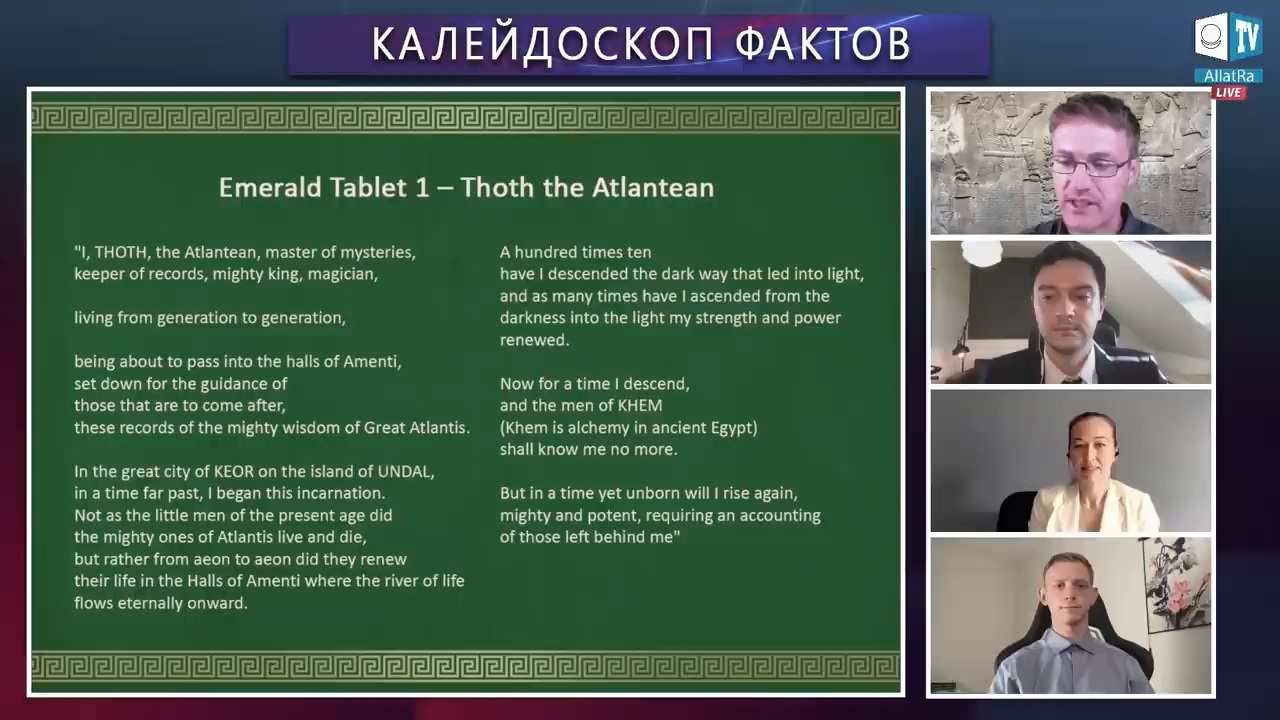 КАЛЕЙДОСКОП ФАКТОВ
TV
AllatRa
LIVE
Emerald Tablet 1 – Thoth the Atlantean
"I, THOTH, the Atlantean, master of mysteries,
keeper of records, mighty king, magician,
living from generation to generation,
being about to pass into the halls of Amenti,
set down for the guidance of
those that are to come after,
these records of the mighty wisdom of Great Atlantis.
In the great city of KEOR on the island of UNDAL,
in a time far past, I began this incarnation.
Not as the little men of the present age did
the mighty ones of Atlantis live and die,
but rather from aeon to aeon did they renew
their life in the Halls of Amenti where the river of life
flows eternally onward.
A hundred times ten
have I descended the dark way that led into light,
and as many times have I ascended from the
darkness into the light my strength and power
renewed.
Now for a time I descend,
and the men of KHEM
(Khem is alchemy in ancient Egypt)
shall know me no more.
But in a time yet unborn will I rise again,
mighty and potent, requiring an accounting
of those left behind me"